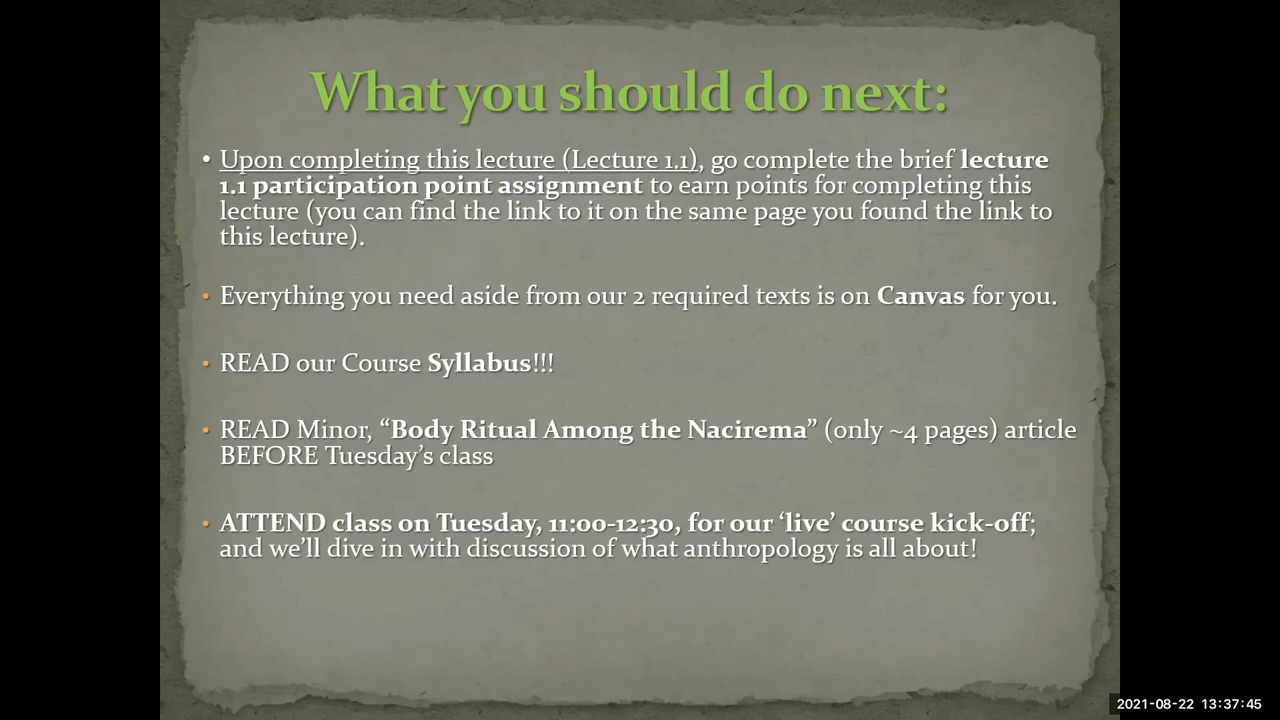 What you should do next:
• Upon completing this lecture (Lecture 1.1), go complete the brief lecture
1.1 participation point assignment to earn points for completing this
lecture (you can find the link to it on the same page you found the link to
this lecture).
• Everything you need aside from our 2 required texts is on Canvas for you.
• READ our Course Syllabus!!!
• READ Minor, “Body Ritual Among the Nacirema” (only ~4 pages) article
BEFORE Tuesday’s class
• ATTEND class on Tuesday, 11:00-12:30, for our ‘live’ course kick-off;
and we’ll dive in with discussion of what anthropology is all about!
2021-08-22 13:37:45